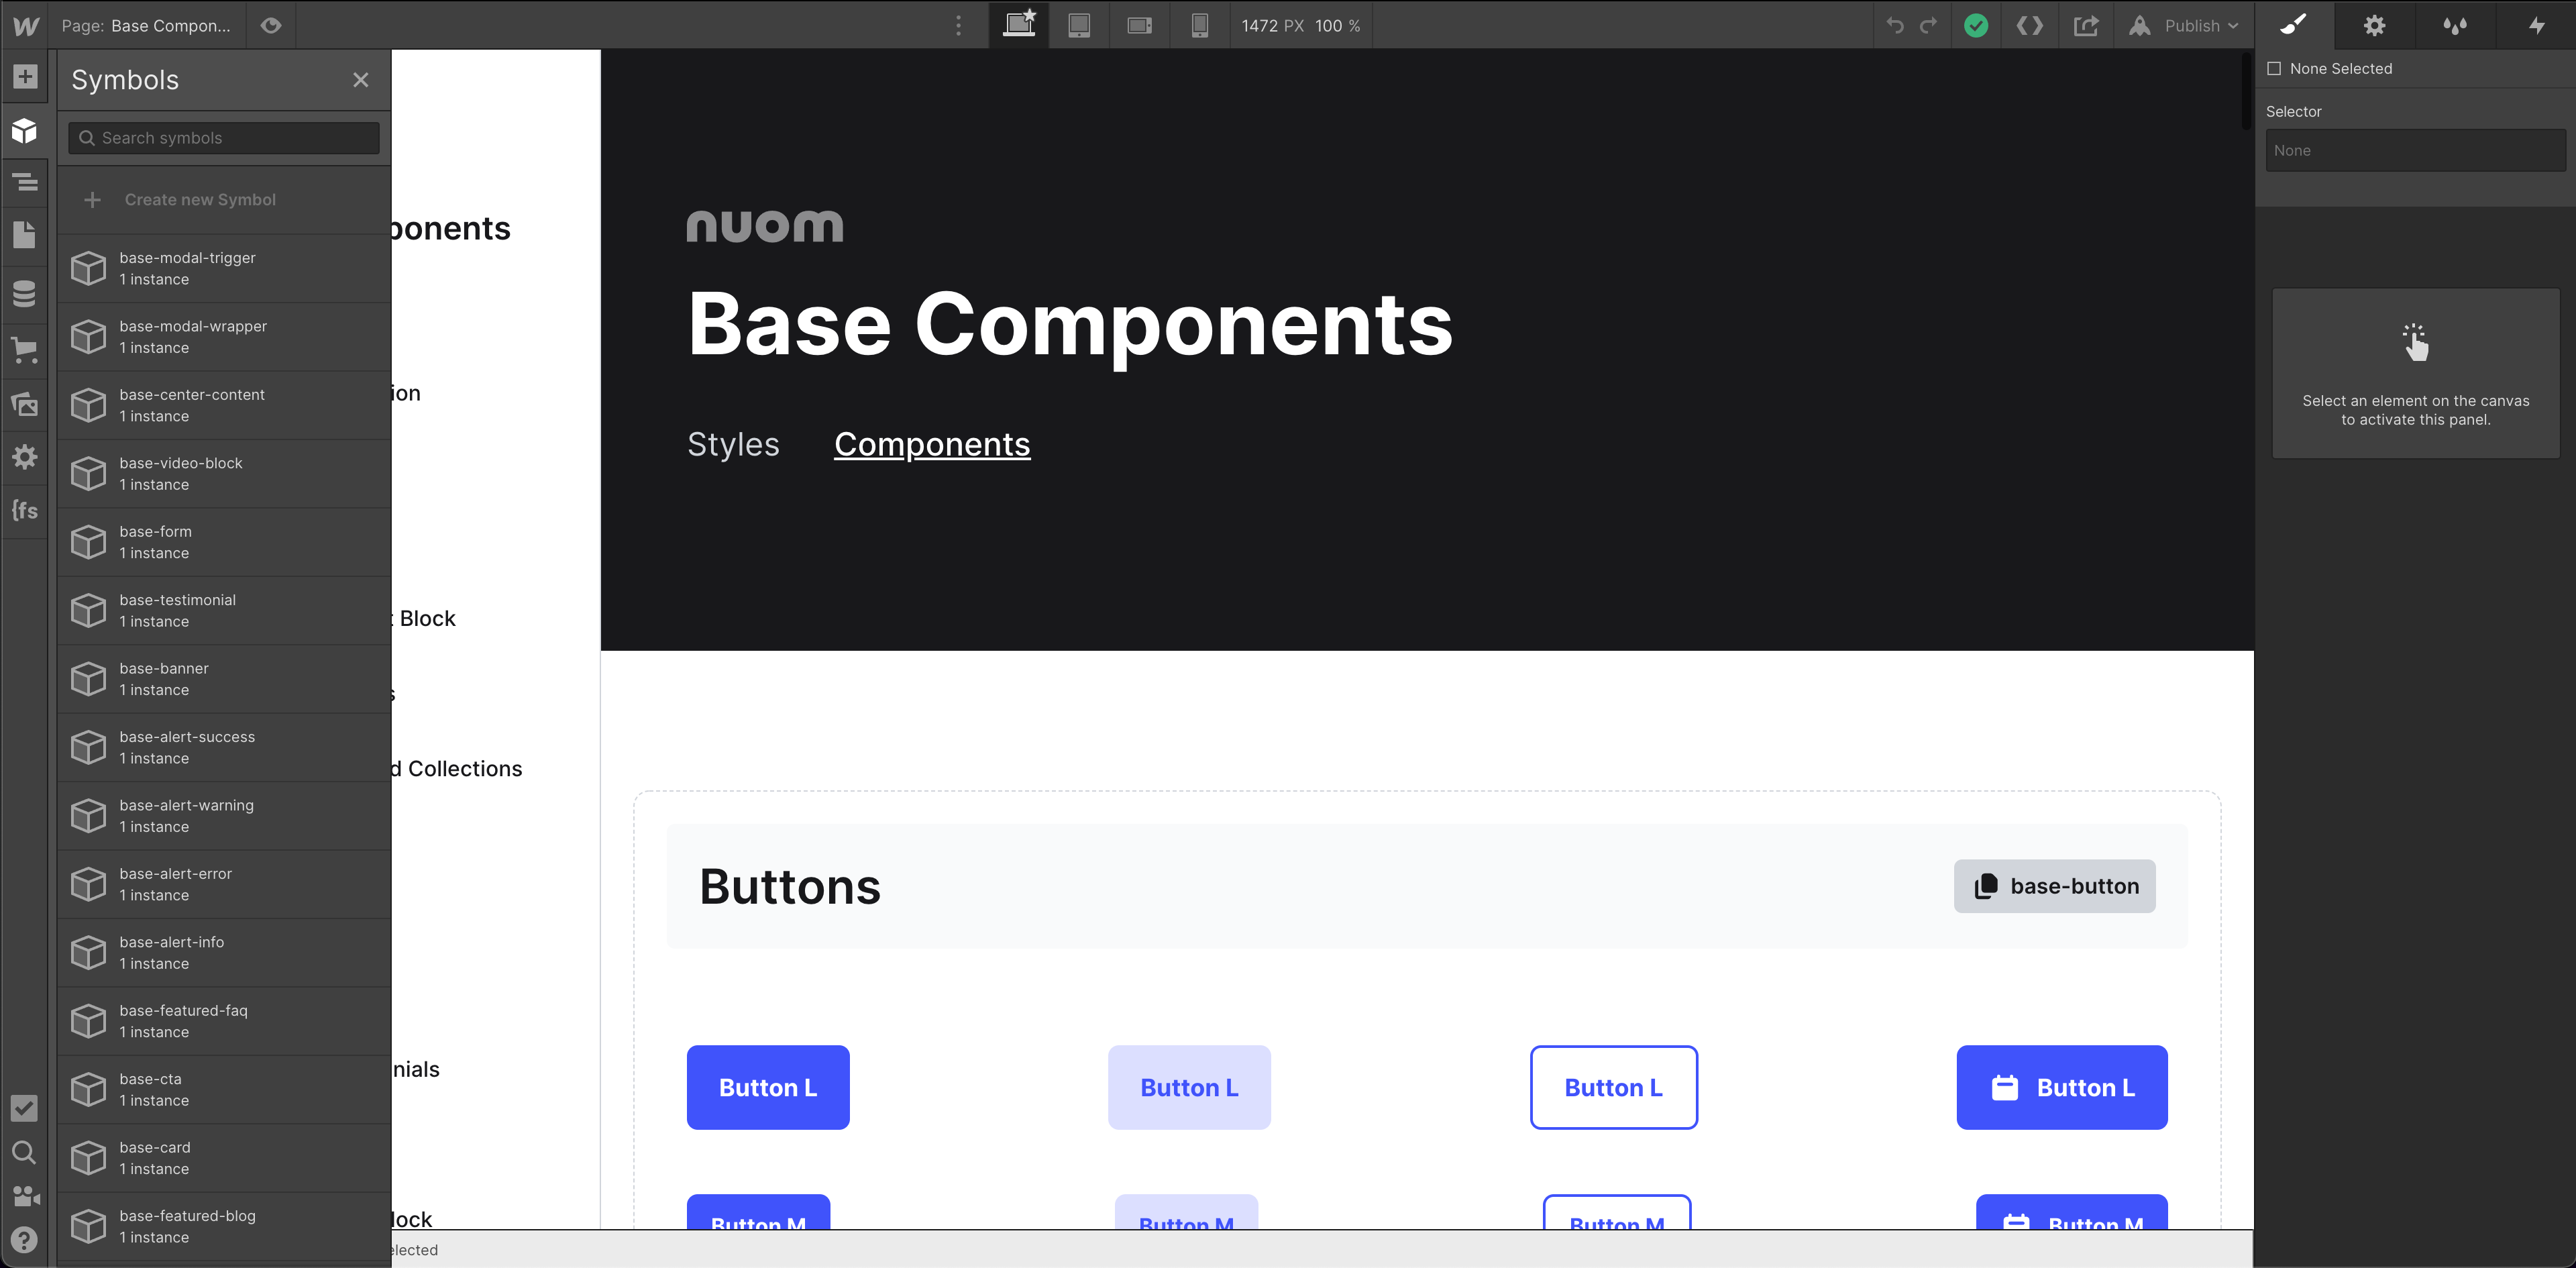 Page: Base Compon...
1472 PX 100 %
Publish
Symbols
Search symbols
Create new Symbol
base-modal-trigger
1 instance
base-modal-wrapper
1 instance
base-center-content
1 instance
base-video-block
1 instance
base-form
1 instance
base-testimonial
1 instance
base-banner
1 instance
base-alert-success
1 instance
base-alert-warning
1 instance
base-alert-error
1 instance
base-alert-info
1 instance
base-featured-faq
1 instance
base-cta
1 instance
base-card
1 instance
base-featured-blog
1 instance
{fs
ponents
ion
Block
s
d Collections
nials
lock
elected
nuom
Base Components
Styles Components
Buttons
base-button
Button L Button L Button L Button L
Button M Button M Button M Button M
None Selected
Selector
None
Select an element on the canvas
to activate this panel.